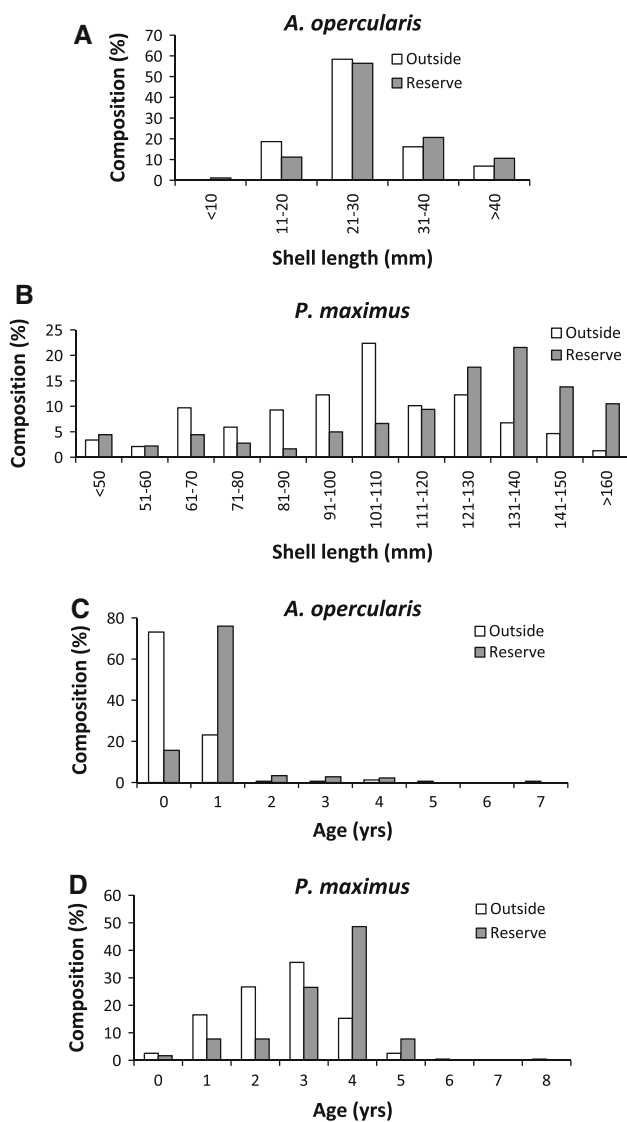 A
A. opercularis
Composition (%)
70
60
50
40
30
20
10
0
Outside
Reserve
<10
11-20
21-30
31-40
>40
Shell length (mm)
B
P. maximus
Composition (%)
25
20
15
10
5
0
Outside
Reserve
<50
51-60
61-70
71-80
81-90
91-100
101-110
111-120
121-130
131-140
141-150
>160
Shell length (mm)
C
A. opercularis
Composition (%)
80
60
40
20
0
Outside
Reserve
0 1 2 3 4 5 6 7
Age (yrs)
D
P. maximus
Composition (%)
60
50
40
30
20
10
0
Outside
Reserve
0 1 2 3 4 5 6 7 8
Age (yrs)